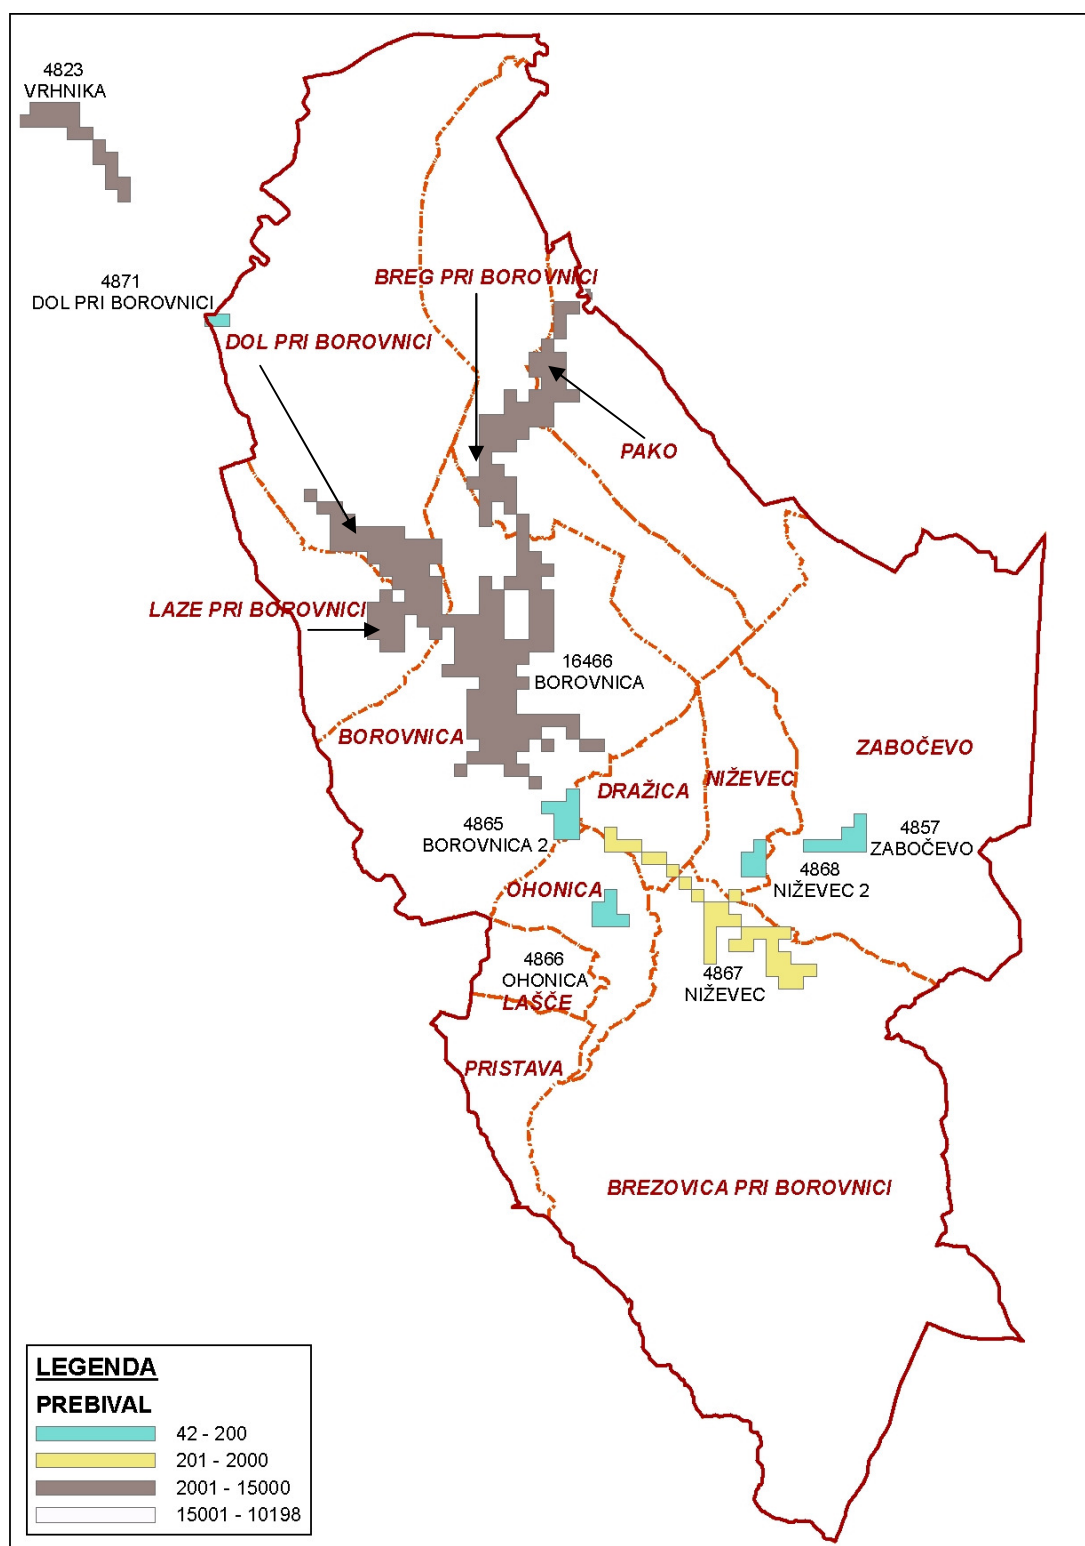 4823
VRHNIKA
4871
DOL PRI BOROVNICI
BREG PRI BOROVNICI
DOL PRI BOROVNICI
PAKO
LAZE PRI BOROVNICI
16466
BOROVNICA
BOROVNICA
ZABOČEVO
DRAŽICA
NIŽEVEC
4865
BOROVNICA 2
4857
ZABOČEVO
4868
NIŽEVEC 2
OHONICA
4866
OHONICA
4867
NIŽEVEC
LAŠČE
PRISTAVA
BREZOVICA PRI BOROVNICI
LEGENDA
PREBIVAL
42 - 200
201 - 2000
2001 - 15000
15001 - 10198